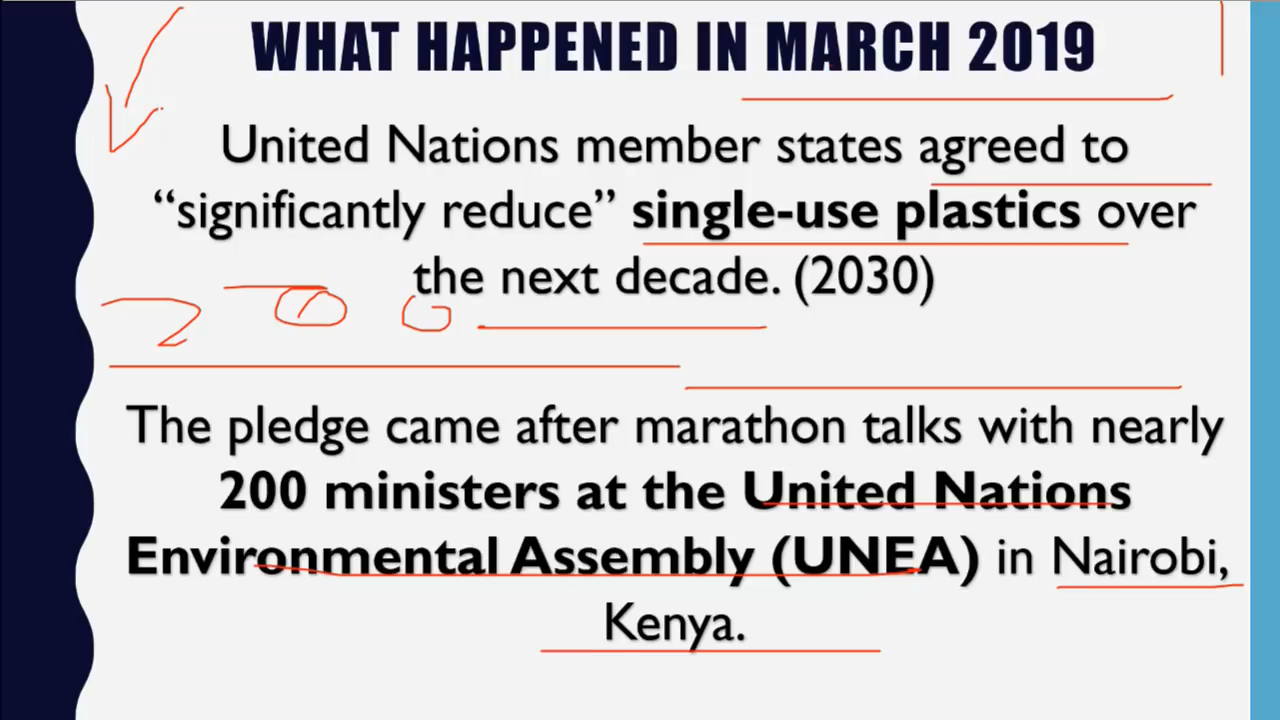 WHAT HAPPENED IN MARCH 2019
United Nations member states agreed to
“significantly reduce” single-use plastics over
the next decade. (2030)
200
The pledge came after marathon talks with nearly
200 ministers at the United Nations
Environmental Assembly (UNEA) in Nairobi,
Kenya.